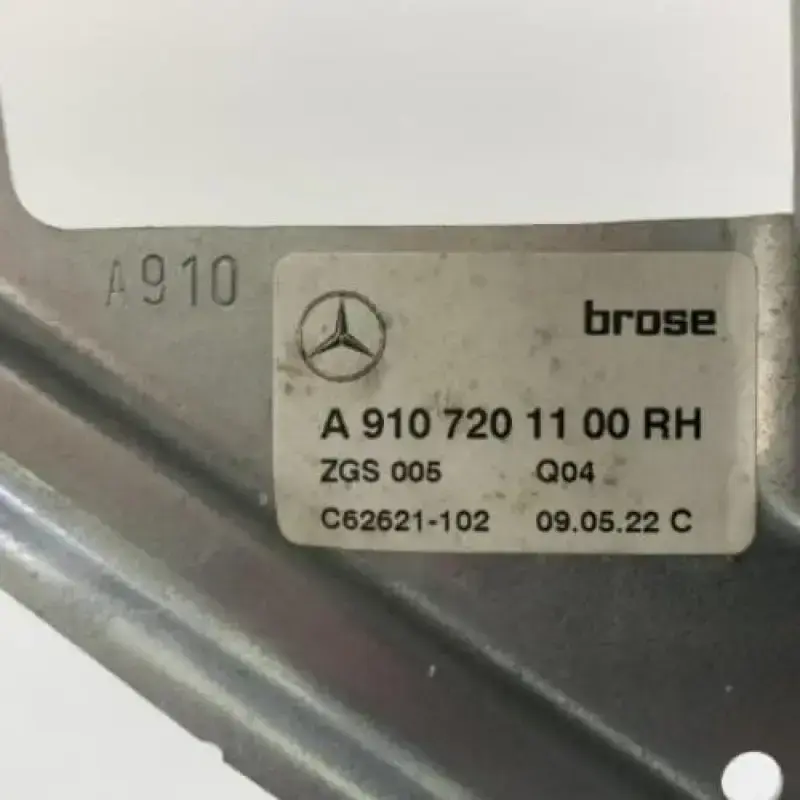 A910
brose
A 910 720 11 00 RH
ZGS 005 Q04
C62621-102 09.05.22 C